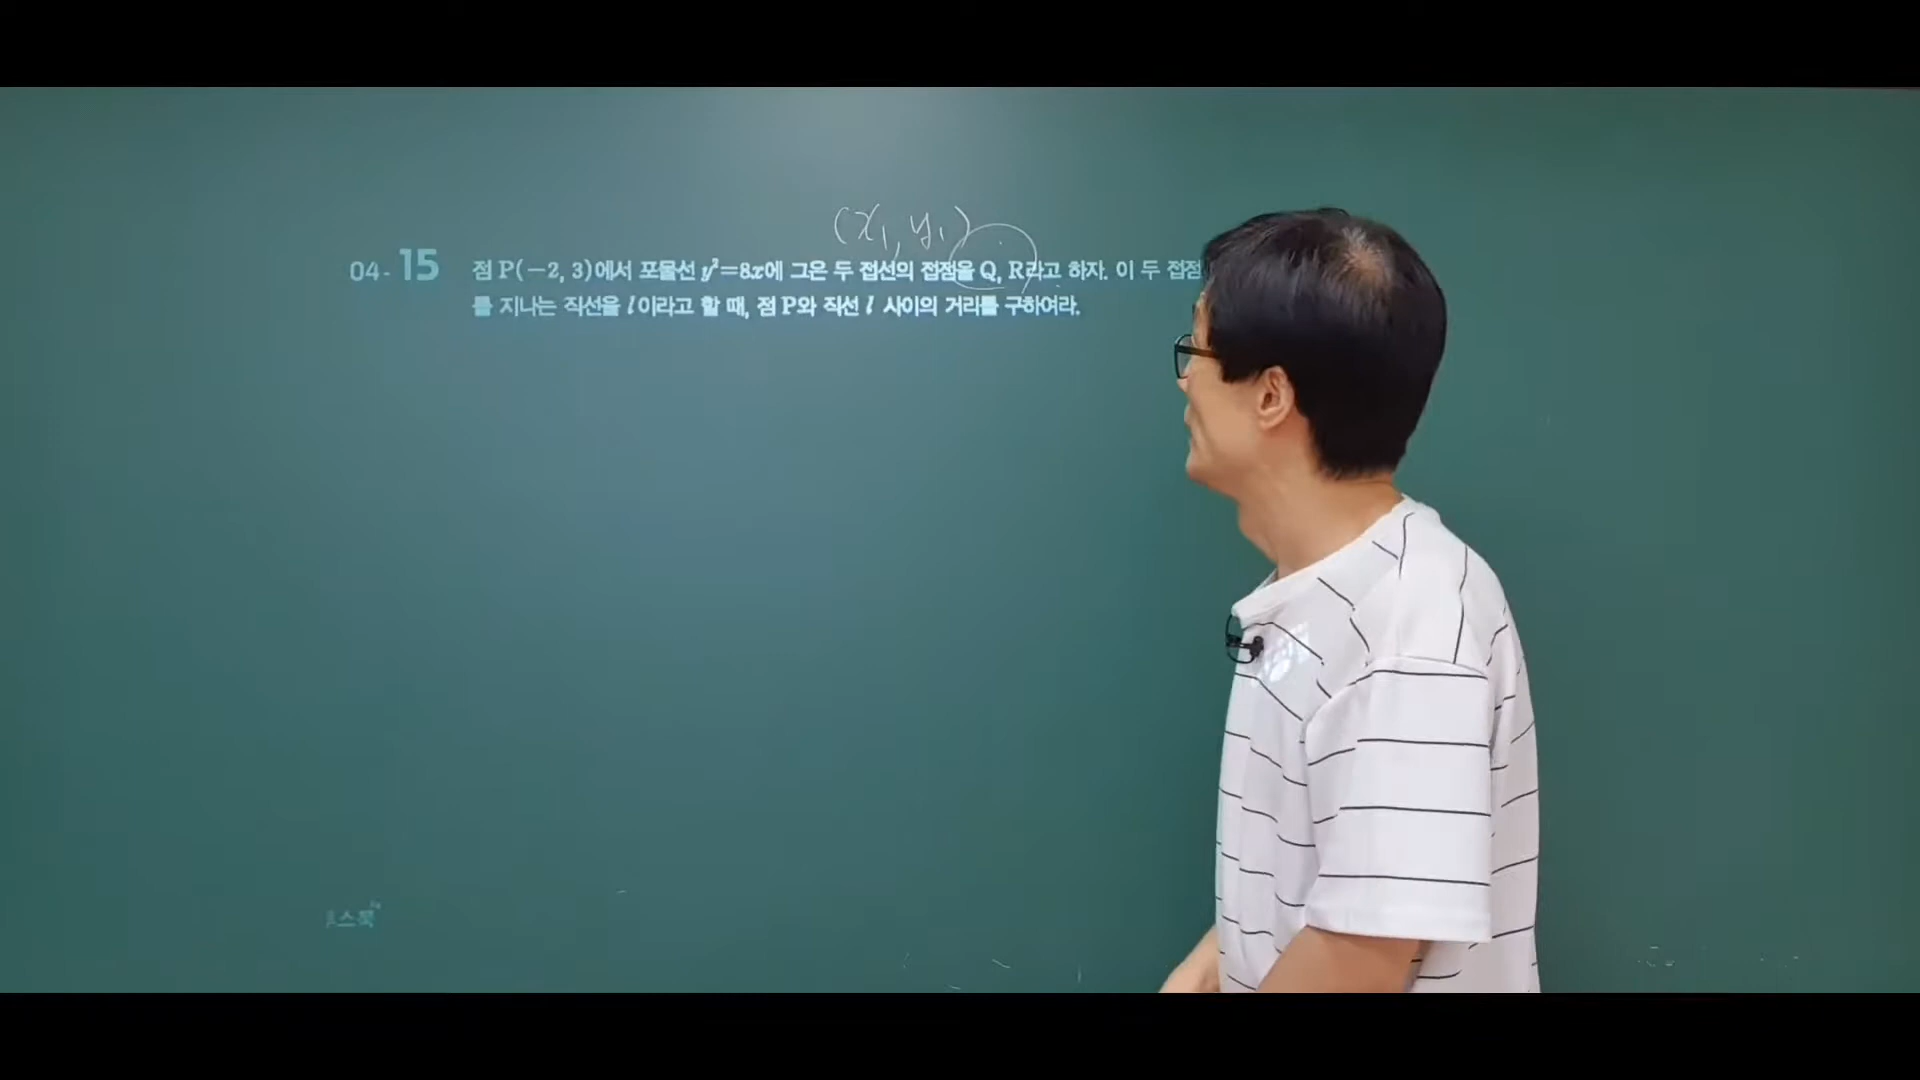 (x₁, y₁)
04-15 점 P(−2, 3)에서 포물선 y²=8x에 그은 두 접선의 접점을 Q, R라고 하자. 이 두 접점
를 지나는 직선을 l이라고 할 때, 점 P와 직선 l 사이의 거리를 구하여라.